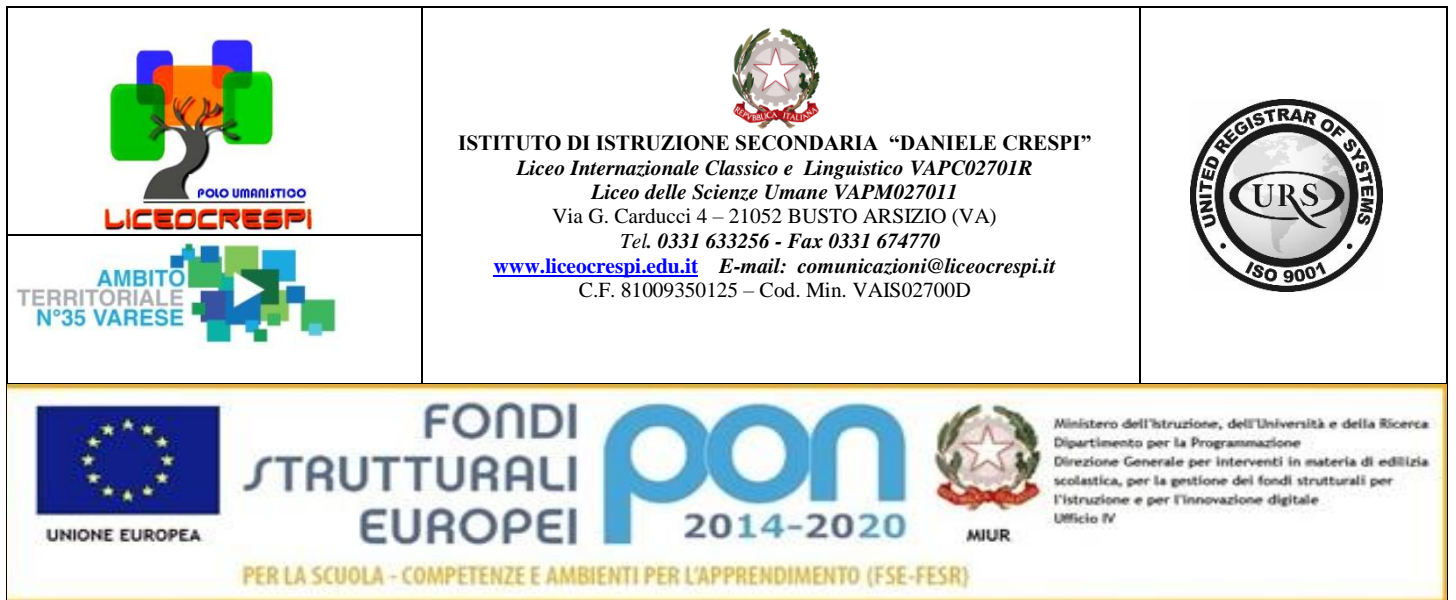 POLO UMANISTICO
LICEOCRESPI
AMBITO
TERRITORIALE
N°35 VARESE
REPVBBLICA ITALIANA
ISTITUTO DI ISTRUZIONE SECONDARIA “DANIELE CRESPI”
Liceo Internazionale Classico e Linguistico VAPC02701R
Liceo delle Scienze Umane VAPM027011
Via G. Carducci 4 – 21052 BUSTO ARSIZIO (VA)
Tel. 0331 633256 - Fax 0331 674770
www.liceocrespi.edu.it E-mail: comunicazioni@liceocrespi.it
C.F. 81009350125 – Cod. Min. VAIS02700D
UNITED REGISTRAR OF SYSTEMS
URS
ISO 9001
UNIONE EUROPEA
FONDI
STRUTTURALI
EUROPEI
pon
2014-2020
MIUR
Ministero dell'Istruzione, dell'Università e della Ricerca
Dipartimento per la Programmazione
Direzione Generale per interventi in materia di edilizia
scolastica, per la gestione dei fondi strutturali per
l'istruzione e per l'innovazione digitale
Ufficio IV
PER LA SCUOLA - COMPETENZE E AMBIENTI PER L'APPRENDIMENTO (FSE-FESR)